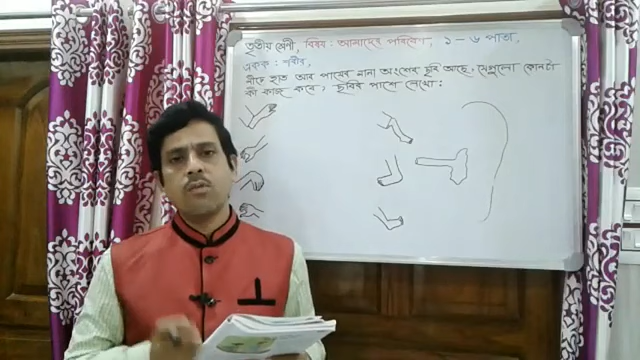 তৃতীয় শ্রেণী, বিষয় : আমাদের পরিবেশ, ১ - ৬ পাতা,
একক : শরীর,
নীচে হাত আর পায়ের নানা অংশের ছবি আছে, সেগুলো কোনটা
কী কাজ করে, ছবির পাশে লেখো :